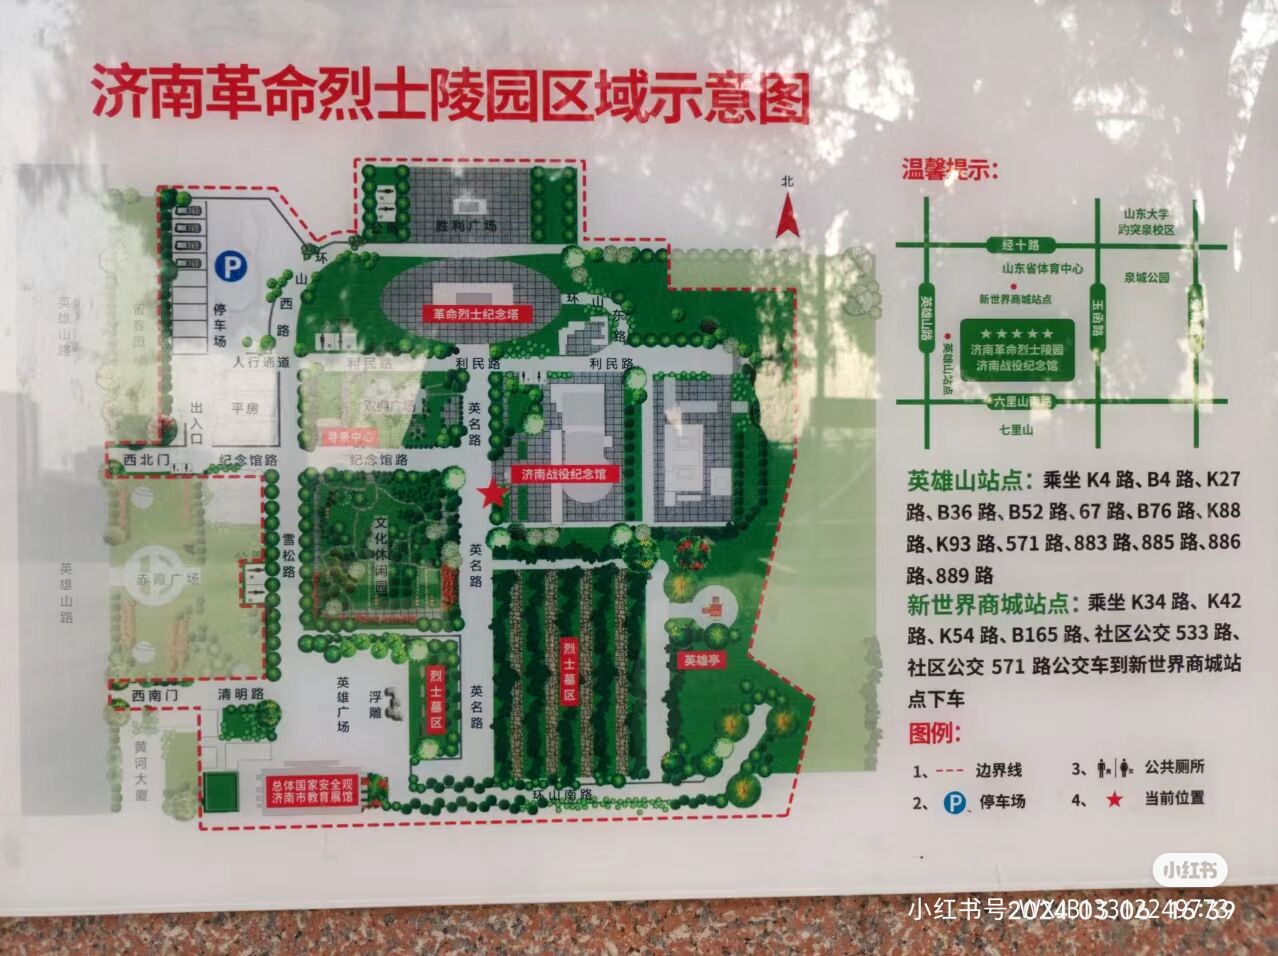 济南革命烈士陵园区域示意图
北
胜利广场
公厕
环山西路
环山东路
革命烈士纪念塔
停车场
P
人行通道
利民路
利民路
利民路
出入口
平房
英名路
西北门
纪念馆路
纪念馆路
济南战役纪念馆
文化休闲园
雪松路
英名路
赤霞广场
英雄山路
英雄山路
烈士墓区
英雄亭
西南门
清明路
英雄广场
浮雕
烈士墓区
英名路
黄河大厦
总体国家安全观
济南市教育展馆
环山南路
温馨提示：
山东大学
趵突泉校区
经十路
山东省体育中心
泉城公园
新世界商城站点
英雄山路
玉函路
英雄山站点
★★★★★
济南革命烈士陵园
济南战役纪念馆
六里山南路
七里山
英雄山站点：乘坐 K4 路、B4 路、K27
路、B36 路、B52 路、67 路、B76 路、K88
路、K93 路、571 路、883 路、885 路、886
路、889 路
新世界商城站点：乘坐 K34 路、K42
路、K54 路、B165 路、社区公交 533 路、
社区公交 571 路公交车到新世界商城站
点下车
图例：
1、---- 边界线
3、公共厕所
2、P、停车场
4、★ 当前位置
小红书